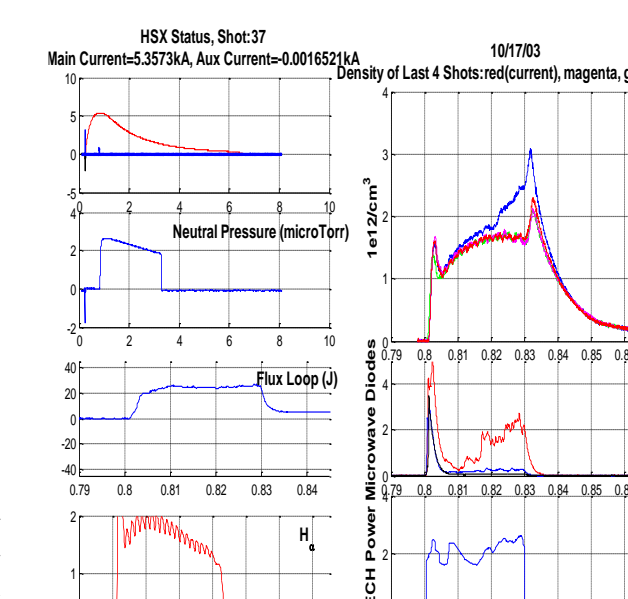 HSX Status, Shot:37
Main Current=5.3573kA, Aux Current=-0.0016521kA
10
5
0
-5
0 2 4 6 8 10
Neutral Pressure (microTorr)
4
2
0
-2
0 2 4 6 8 10
Flux Loop (J)
40
20
0
-20
-40
0.79 0.8 0.81 0.82 0.83 0.84
Hα
2
1
10/17/03
Density of Last 4 Shots:red(current), magenta, g
1e12/cm3
4
3
2
1
0
0.79 0.8 0.81 0.82 0.83 0.84 0.85 0.8
Microwave Diodes
4
2
0
0.79 0.8 0.81 0.82 0.83 0.84 0.85 0.8
ECH Power
4
2